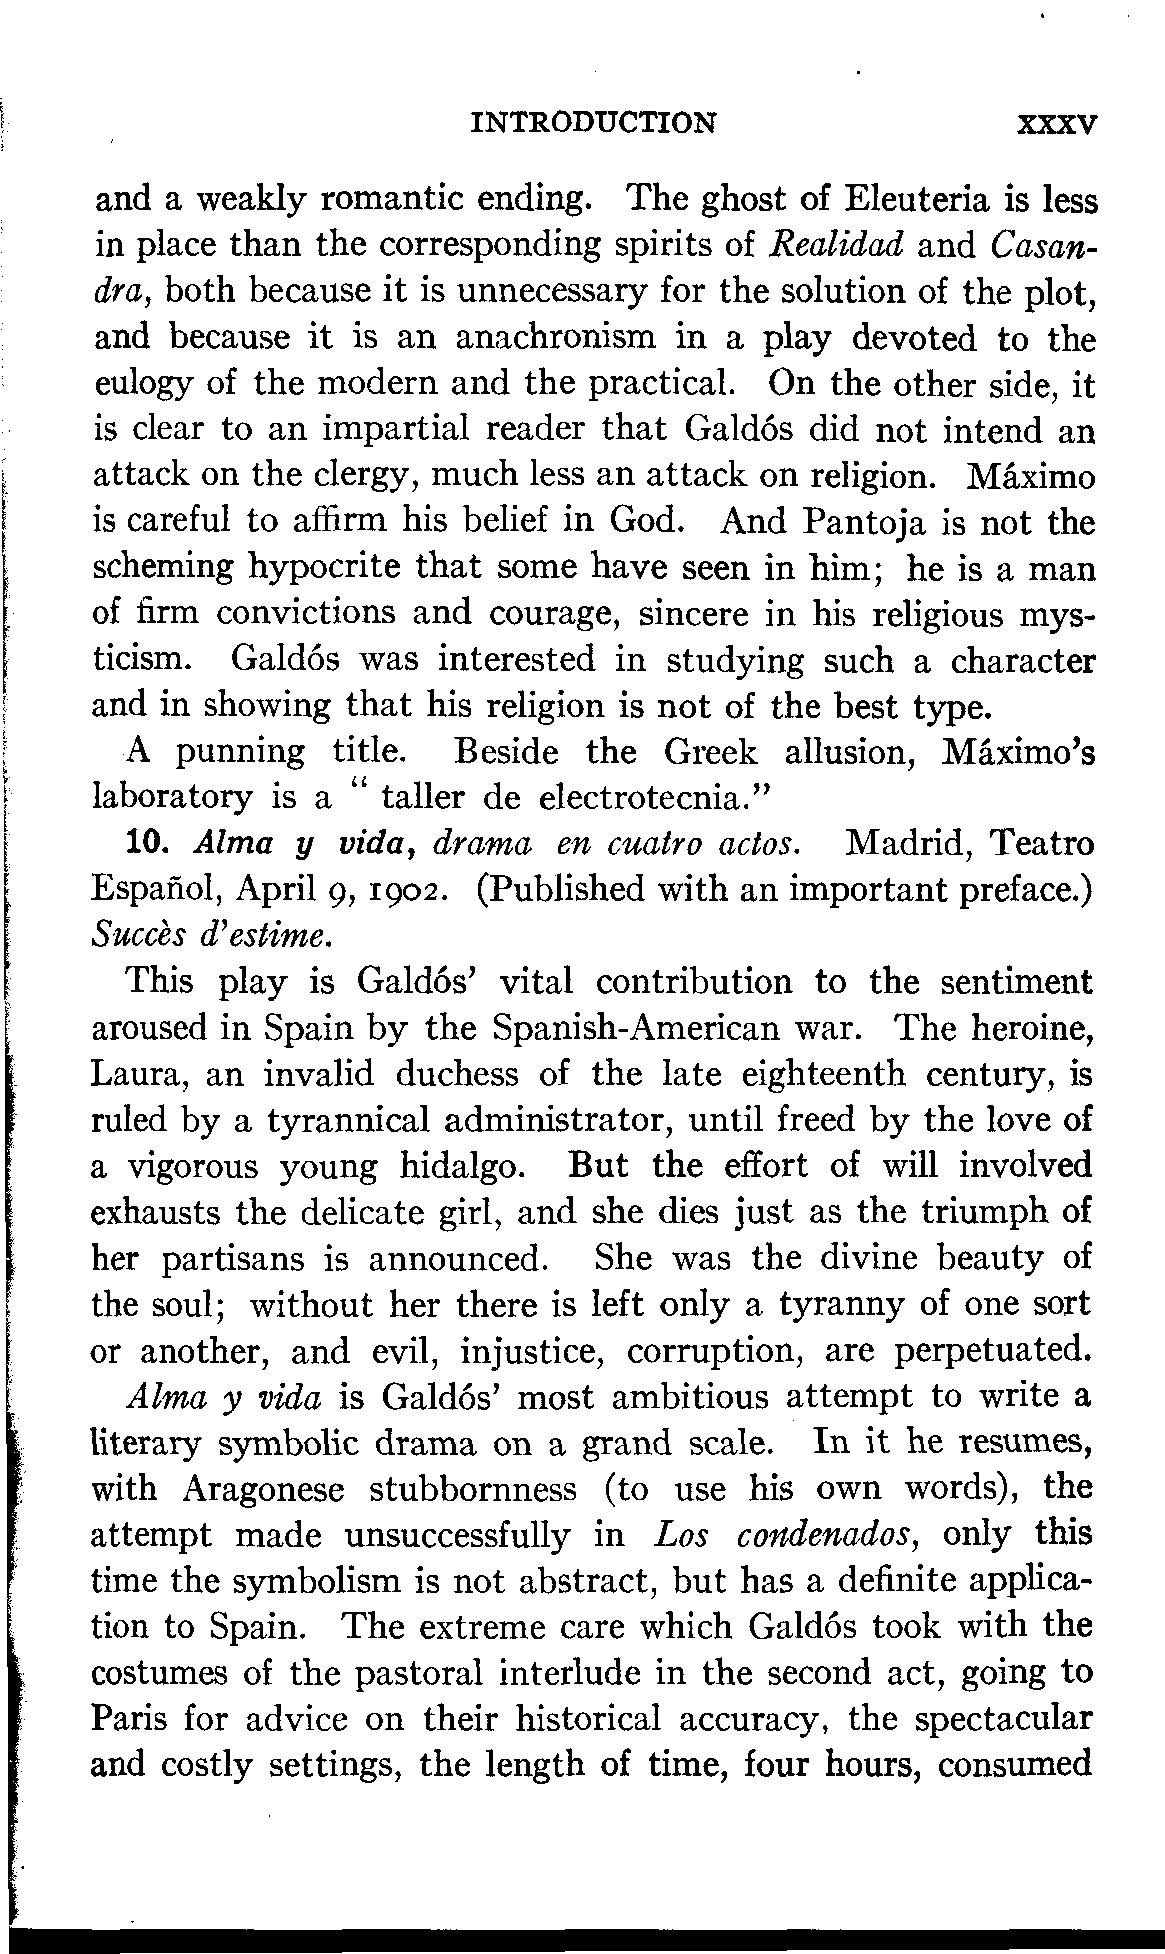 INTRODUCTION xxxv
and a weakly romantic ending. The ghost of Eleuteria is less
in place than the corresponding spirits of Realidad and Casan-
dra, both because it is unnecessary for the solution of the plot,
and because it is an anachronism in a play devoted to the
eulogy of the modern and the practical. On the other side, it
is clear to an impartial reader that Galdós did not intend an
attack on the clergy, much less an attack on religion. Máximo
is careful to affirm his belief in God. And Pantoja is not the
scheming hypocrite that some have seen in him; he is a man
of firm convictions and courage, sincere in his religious mys-
ticism. Galdós was interested in studying such a character
and in showing that his religion is not of the best type.
A punning title. Beside the Greek allusion, Máximo's
laboratory is a " taller de electrotecnia."
10. Alma y vida, drama en cuatro actos. Madrid, Teatro
Español, April 9, 1902. (Published with an important preface.)
Succès d'estime.
This play is Galdós' vital contribution to the sentiment
aroused in Spain by the Spanish-American war. The heroine,
Laura, an invalid duchess of the late eighteenth century, is
ruled by a tyrannical administrator, until freed by the love of
a vigorous young hidalgo. But the effort of will involved
exhausts the delicate girl, and she dies just as the triumph of
her partisans is announced. She was the divine beauty of
the soul; without her there is left only a tyranny of one sort
or another, and evil, injustice, corruption, are perpetuated.
Alma y vida is Galdós' most ambitious attempt to write a
literary symbolic drama on a grand scale. In it he resumes,
with Aragonese stubbornness (to use his own words), the
attempt made unsuccessfully in Los condenados, only this
time the symbolism is not abstract, but has a definite applica-
tion to Spain. The extreme care which Galdós took with the
costumes of the pastoral interlude in the second act, going to
Paris for advice on their historical accuracy, the spectacular
and costly settings, the length of time, four hours, consumed